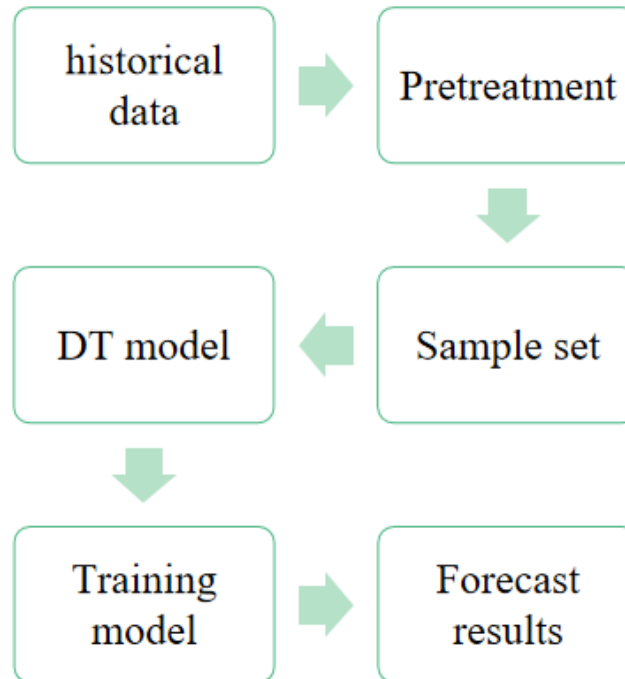 historical
data
Pretreatment
DT model
Sample set
Training
model
Forecast
results